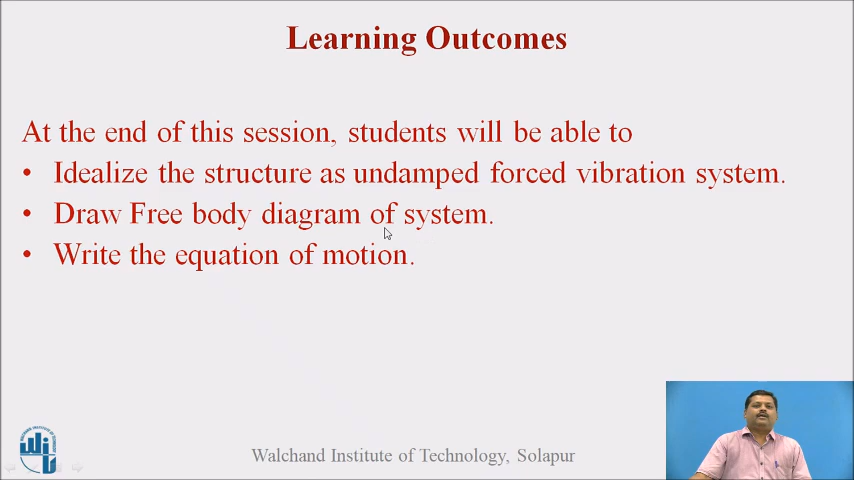 Learning Outcomes
At the end of this session, students will be able to
• Idealize the structure as undamped forced vibration system.
• Draw Free body diagram of system.
• Write the equation of motion.
Walchand Institute of Technology, Solapur